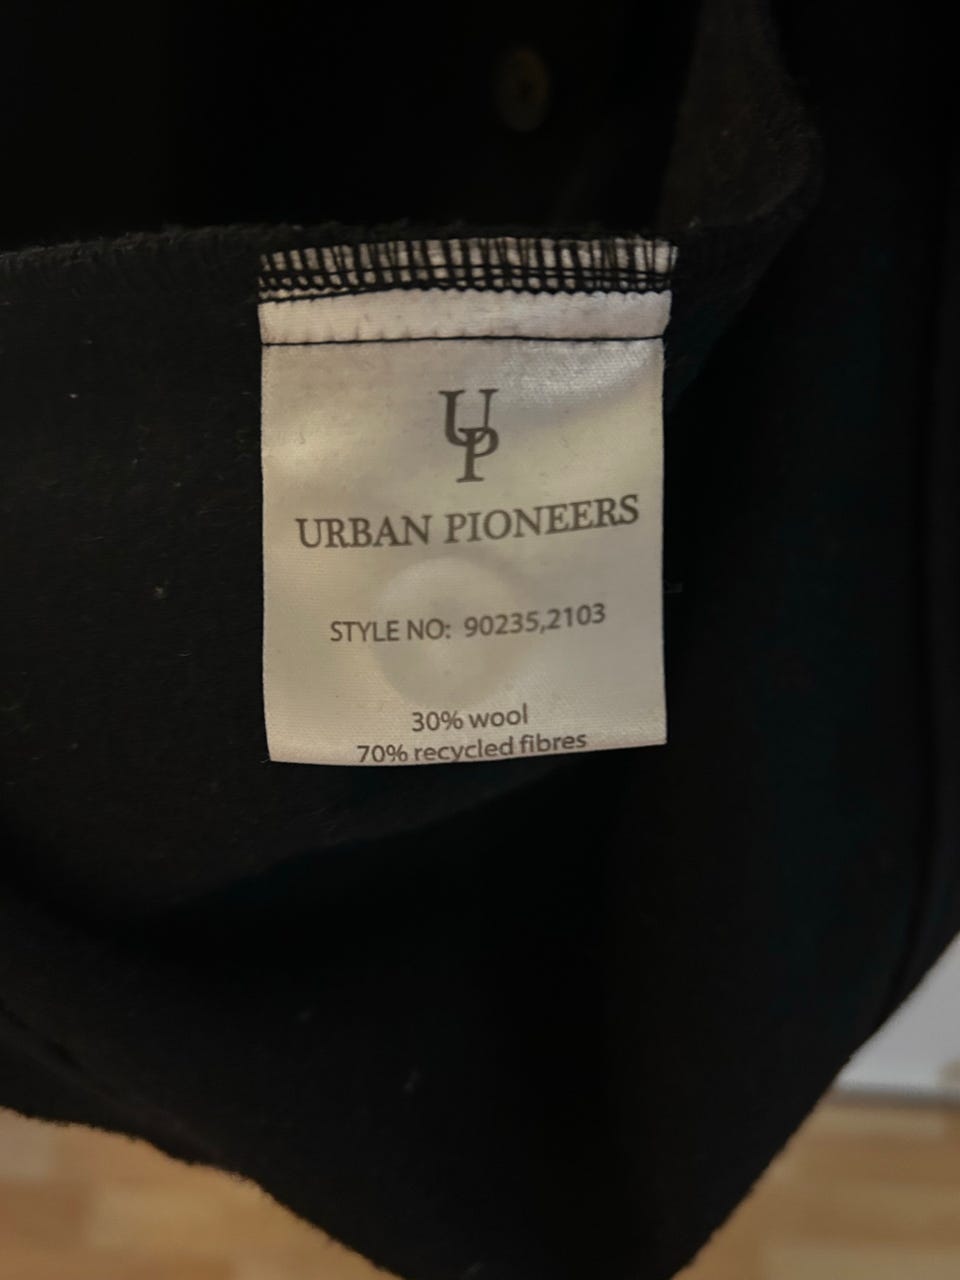 UP
URBAN PIONEERS
STYLE NO: 90235,2103
30% wool
70% recycled fibres